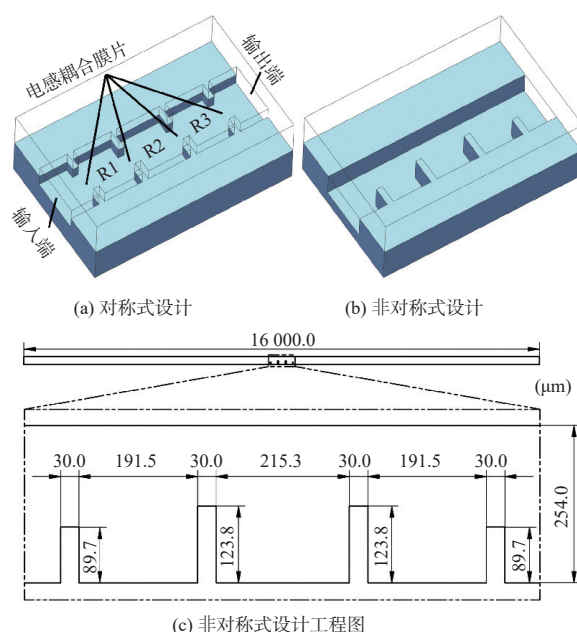 电感耦合膜片
输出端
R1
R2
R3
输入端
(a) 对称式设计
(b) 非对称式设计
16 000.0
(μm)
30.0
191.5
30.0
215.3
30.0
191.5
30.0
89.7
123.8
123.8
89.7
254.0
(c) 非对称式设计工程图